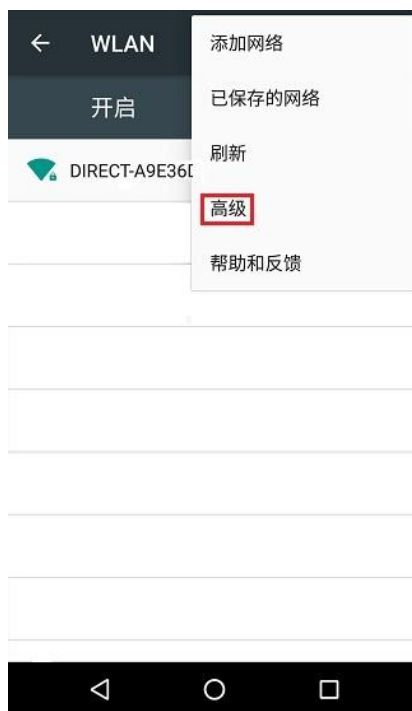 WLAN
添加网络
开启
已保存的网络
刷新
DIRECT-A9E36D
高级
帮助和反馈